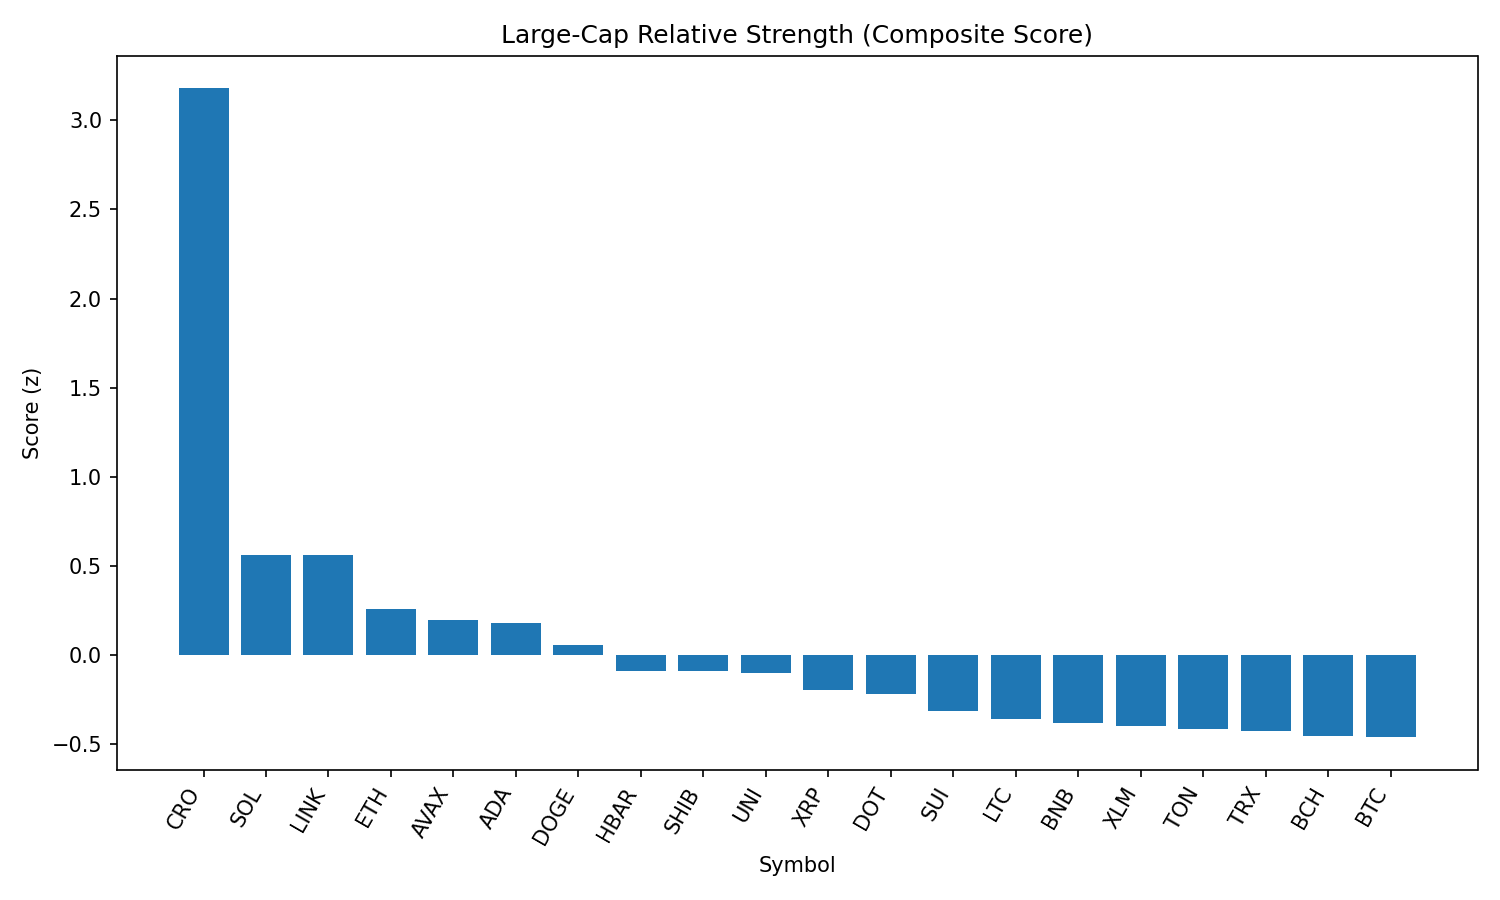 Large-Cap Relative Strength (Composite Score)
3.0
2.5
2.0
1.5
1.0
0.5
0.0
−0.5
Score (z)
CRO
SOL
LINK
ETH
AVAX
ADA
DOGE
HBAR
SHIB
UNI
XRP
DOT
SUI
LTC
BNB
XLM
TON
TRX
BCH
BTC
Symbol